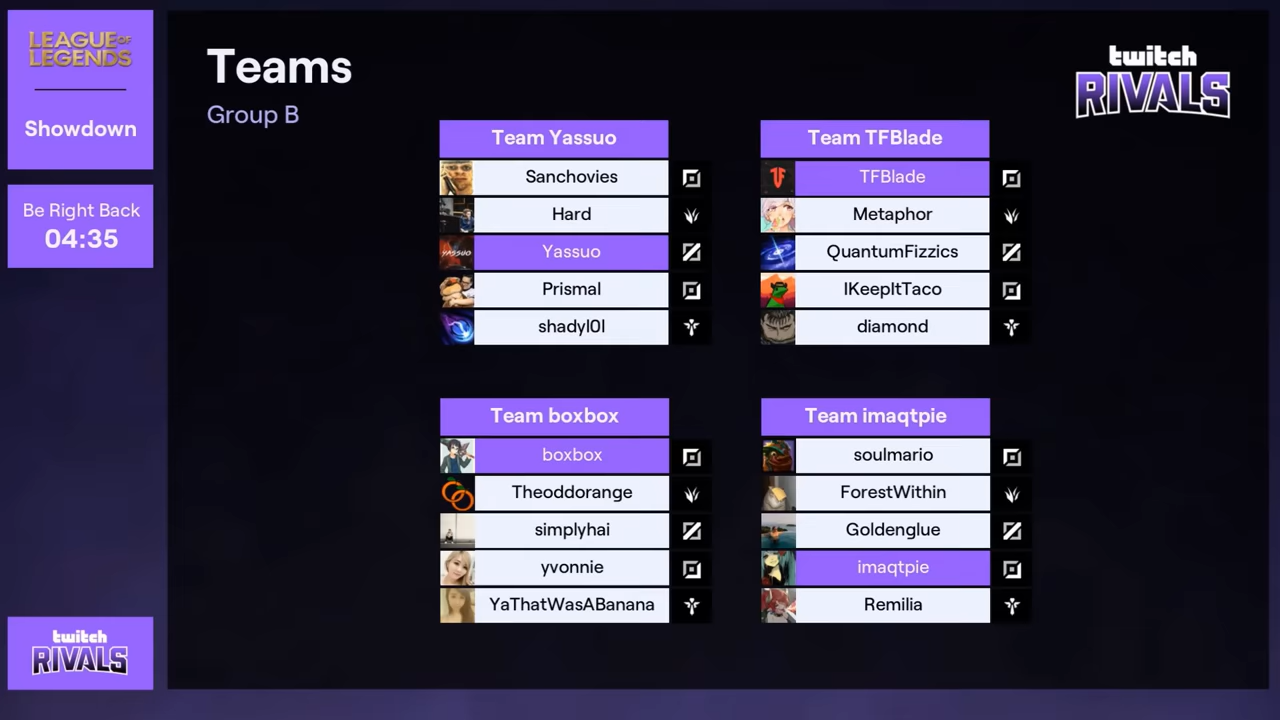 LEAGUE OF
LEGENDS
Showdown
Be Right Back
04:35
Teams
Group B
twitch
RIVALS
Team Yassuo
Sanchovies
Hard
YASSUO
Yassuo
Prismal
shadyl0l
Team TFBlade
TF
TFBlade
Metaphor
QuantumFizzics
IKeepItTaco
diamond
Team boxbox
boxbox
Theoddorange
simplyhai
yvonnie
YaThatWasABanana
Team imaqtpie
soulmario
ForestWithin
Goldenglue
imaqtpie
Remilia
twitch
RIVALS